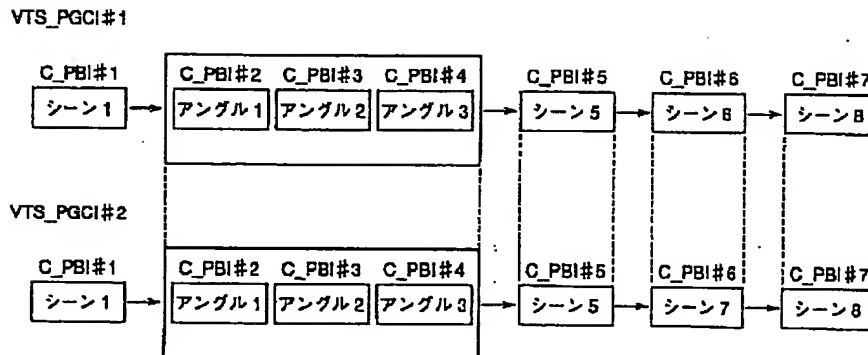 VTS_PGCI#1
C_PBI#1 C_PBI#2 C_PBI#3 C_PBI#4 C_PBI#5 C_PBI#6 C_PBI#7
シーン1 アングル1 アングル2 アングル3 シーン5 シーン6 シーン8
VTS_PGCI#2
C_PBI#1 C_PBI#2 C_PBI#3 C_PBI#4 C_PBI#5 C_PBI#6 C_PBI#7
シーン1 アングル1 アングル2 アングル3 シーン5 シーン7 シーン8